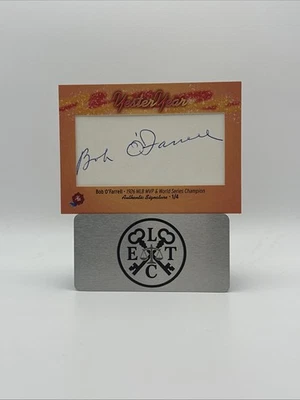 YesterYear
Bob O'Farrell
Bob O'Farrell • 1926 MLB MVP & World Series Champion
Authentic Signature • 1/4
L
E T
C